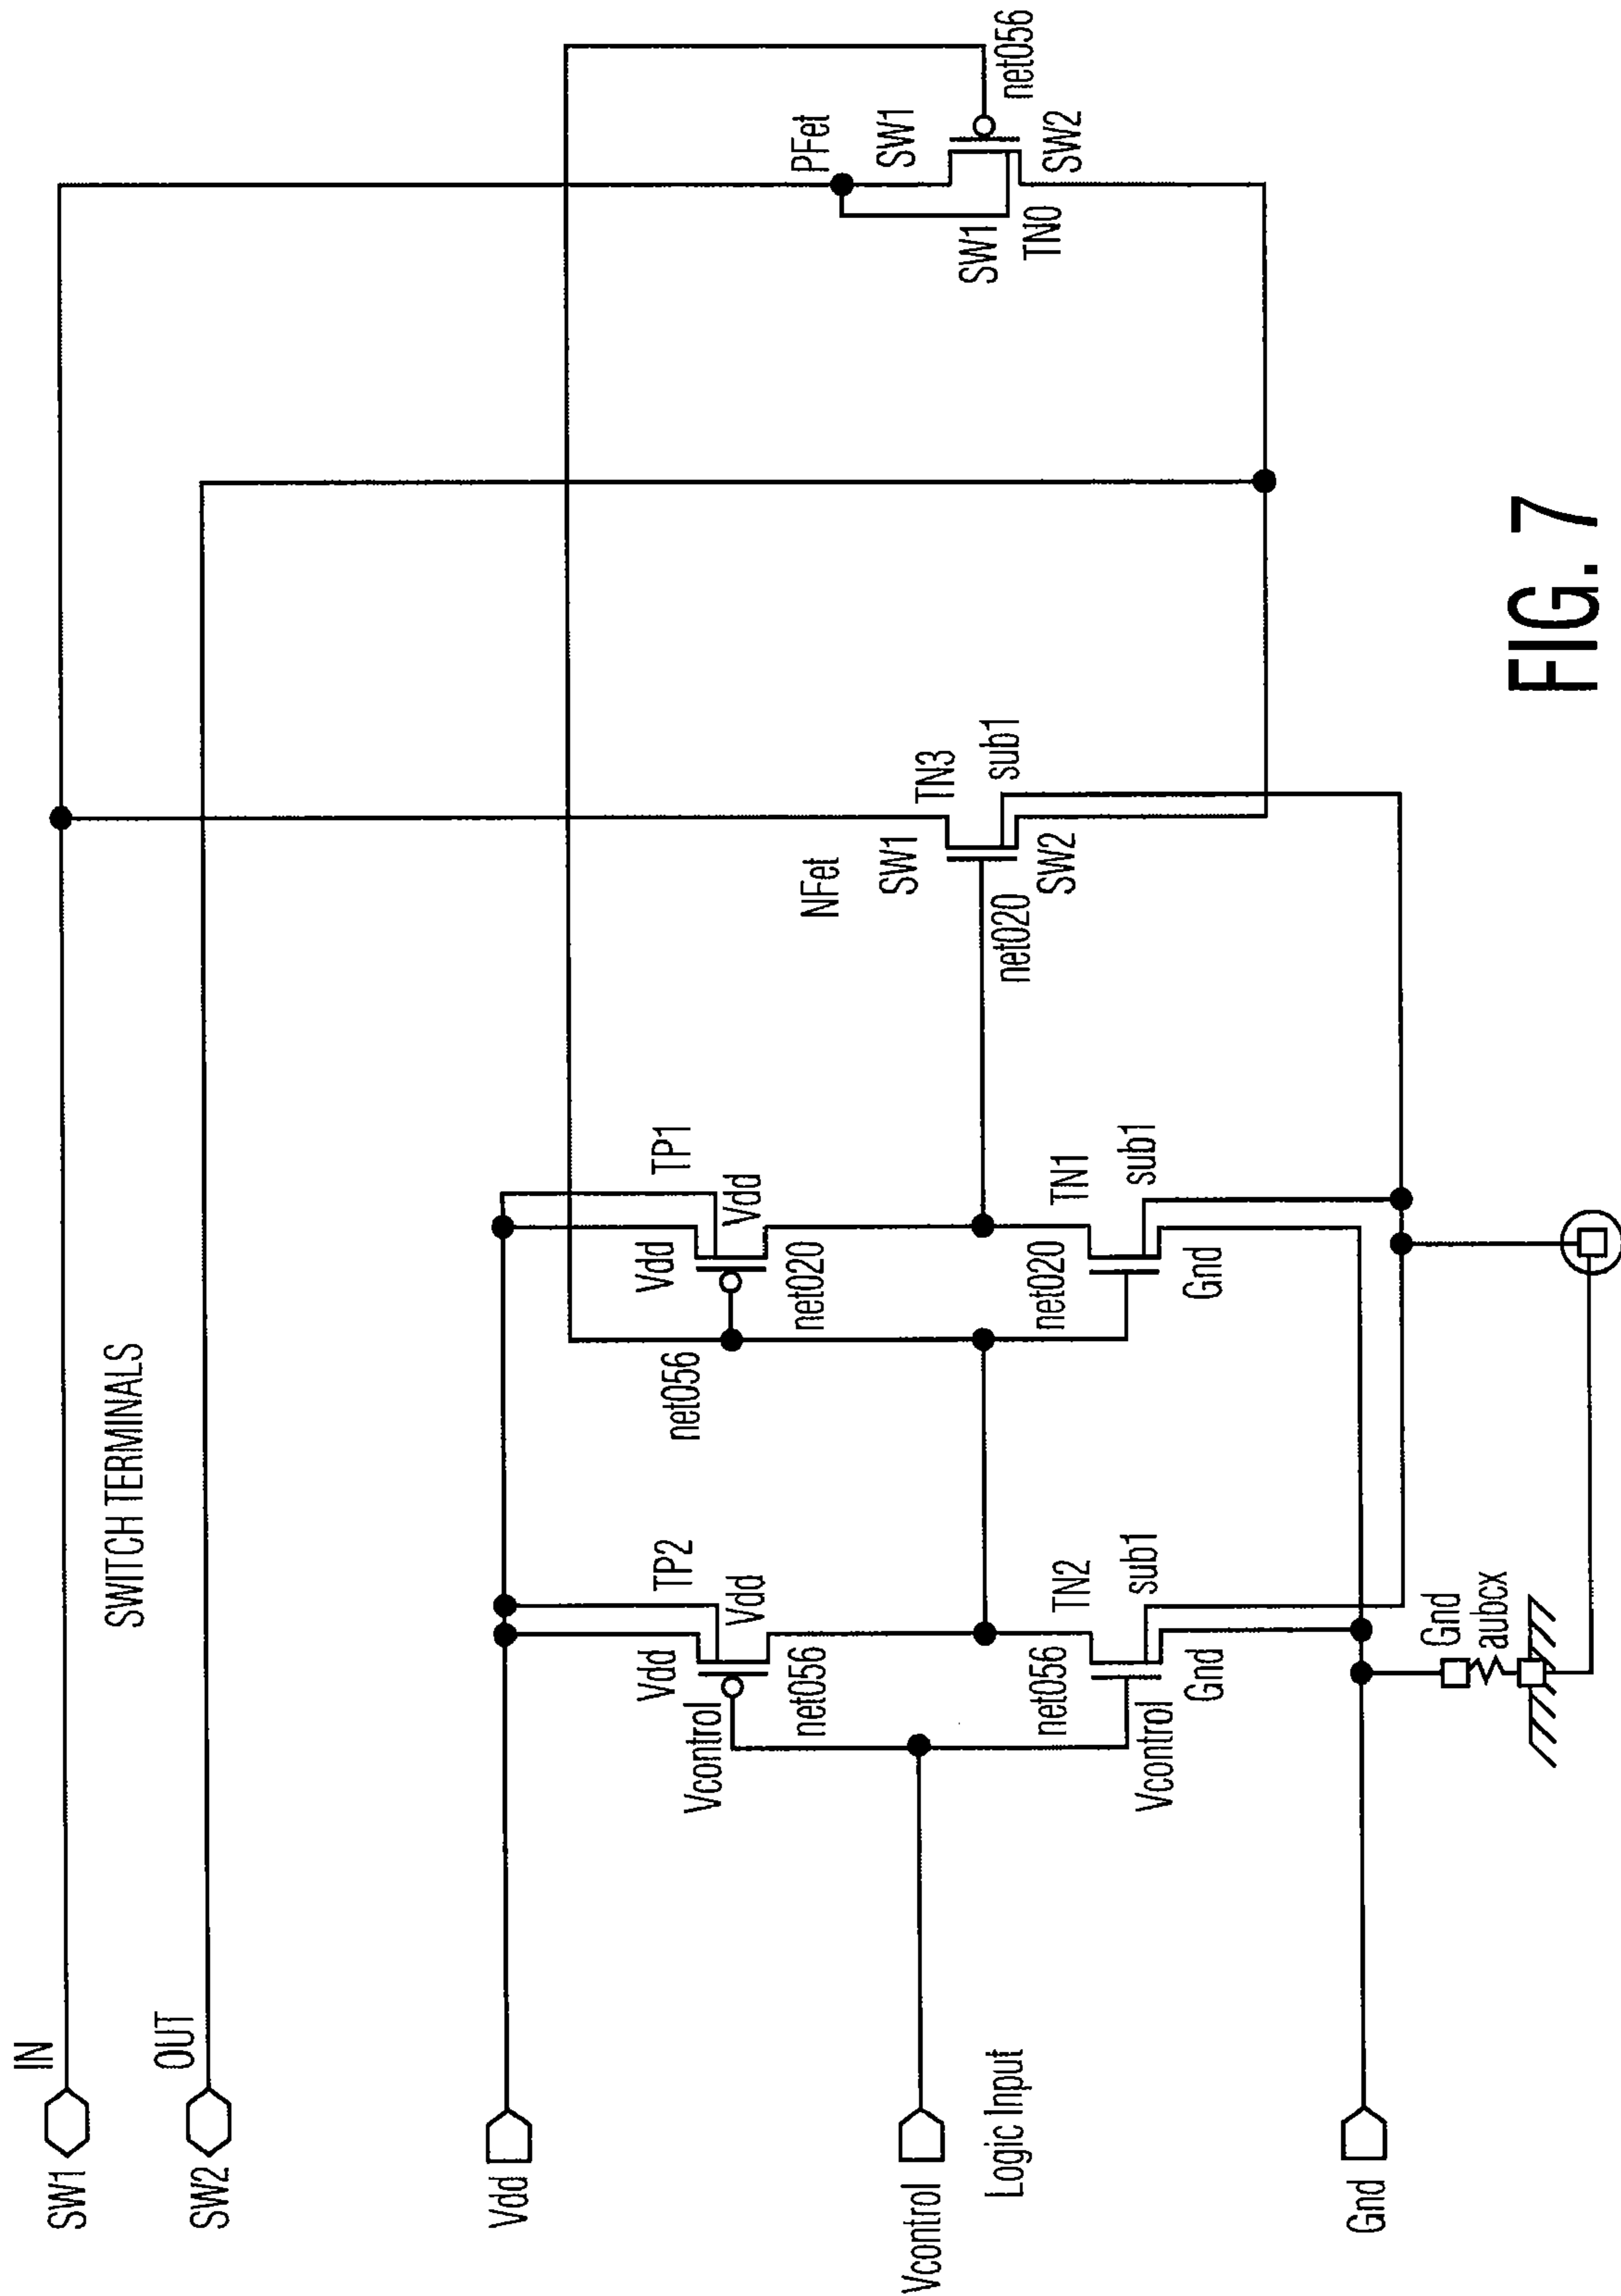 IN
SW1
OUT
SW2
SWITCH TERMINALS
Vdd
Vcontrol
Logic Input
Gnd
TP2
Vdd
Vdd
Vcontrol
net056
TN2
sub1
net056
Vcontrol
Gnd
Gnd
aubcx
TP1
Vdd
Vdd
net056
net020
TN1
sub1
net020
Gnd
NFet
TN3
SW1
sub1
net020
SW2
PFet
SW1
net056
SW1
TN0
SW2
FIG. 7